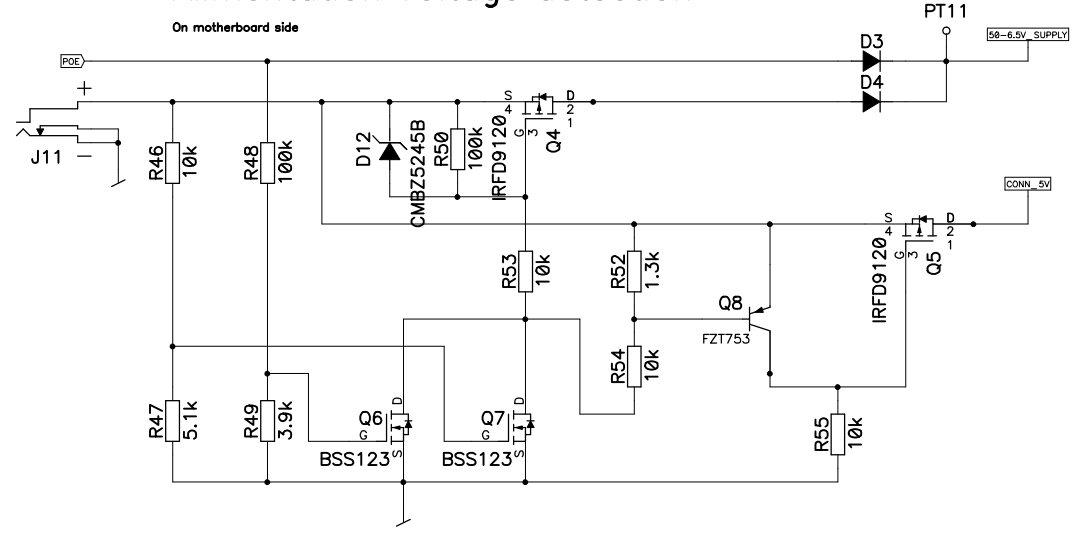 On motherboard side
PT11
50-6.5V_SUPPLY
POE
D3
D4
+
J11
−
S
4
D
2
1
G
3
Q4
IRFD9120
R46
10k
R48
100k
D12
CMBZ5245B
R50
100k
CONN_5V
S
4
D
2
1
G
3
Q5
IRFD9120
R53
10k
R52
1.3k
Q8
FZT753
R54
10k
R47
5.1k
R49
3.9k
Q6
D
G
S
BSS123
Q7
D
G
S
BSS123
R55
10k